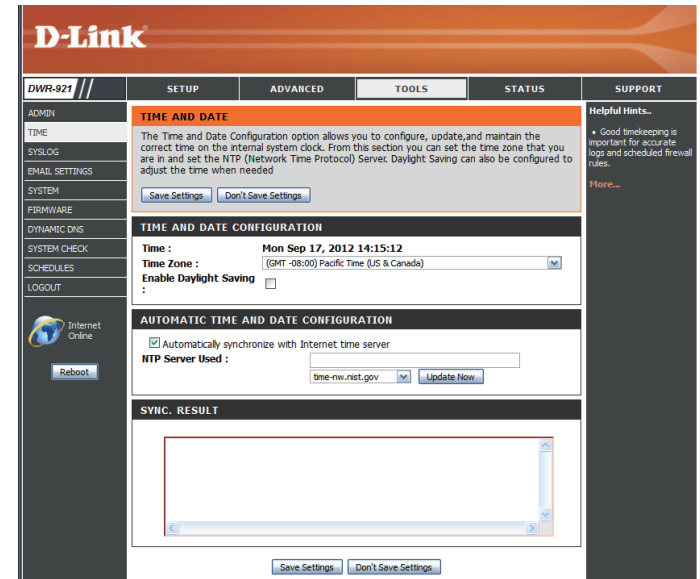 D-Link
DWR-921
SETUP
ADVANCED
TOOLS
STATUS
SUPPORT
ADMIN
TIME
SYSLOG
EMAIL SETTINGS
SYSTEM
FIRMWARE
DYNAMIC DNS
SYSTEM CHECK
SCHEDULES
LOGOUT
Internet
Online
Reboot
TIME AND DATE
The Time and Date Configuration option allows you to configure, update,and maintain the
correct time on the internal system clock. From this section you can set the time zone that you
are in and set the NTP (Network Time Protocol) Server. Daylight Saving can also be configured to
adjust the time when needed
Save Settings Don't Save Settings
TIME AND DATE CONFIGURATION
Time : Mon Sep 17, 2012 14:15:12
Time Zone : (GMT -08:00) Pacific Time (US & Canada)
Enable Daylight Saving
:
AUTOMATIC TIME AND DATE CONFIGURATION
Automatically synchronize with Internet time server
NTP Server Used :
time-nw.nist.gov Update Now
SYNC. RESULT
Save Settings Don't Save Settings
Helpful Hints..
• Good timekeeping is
important for accurate
logs and scheduled firewall
rules.
More...